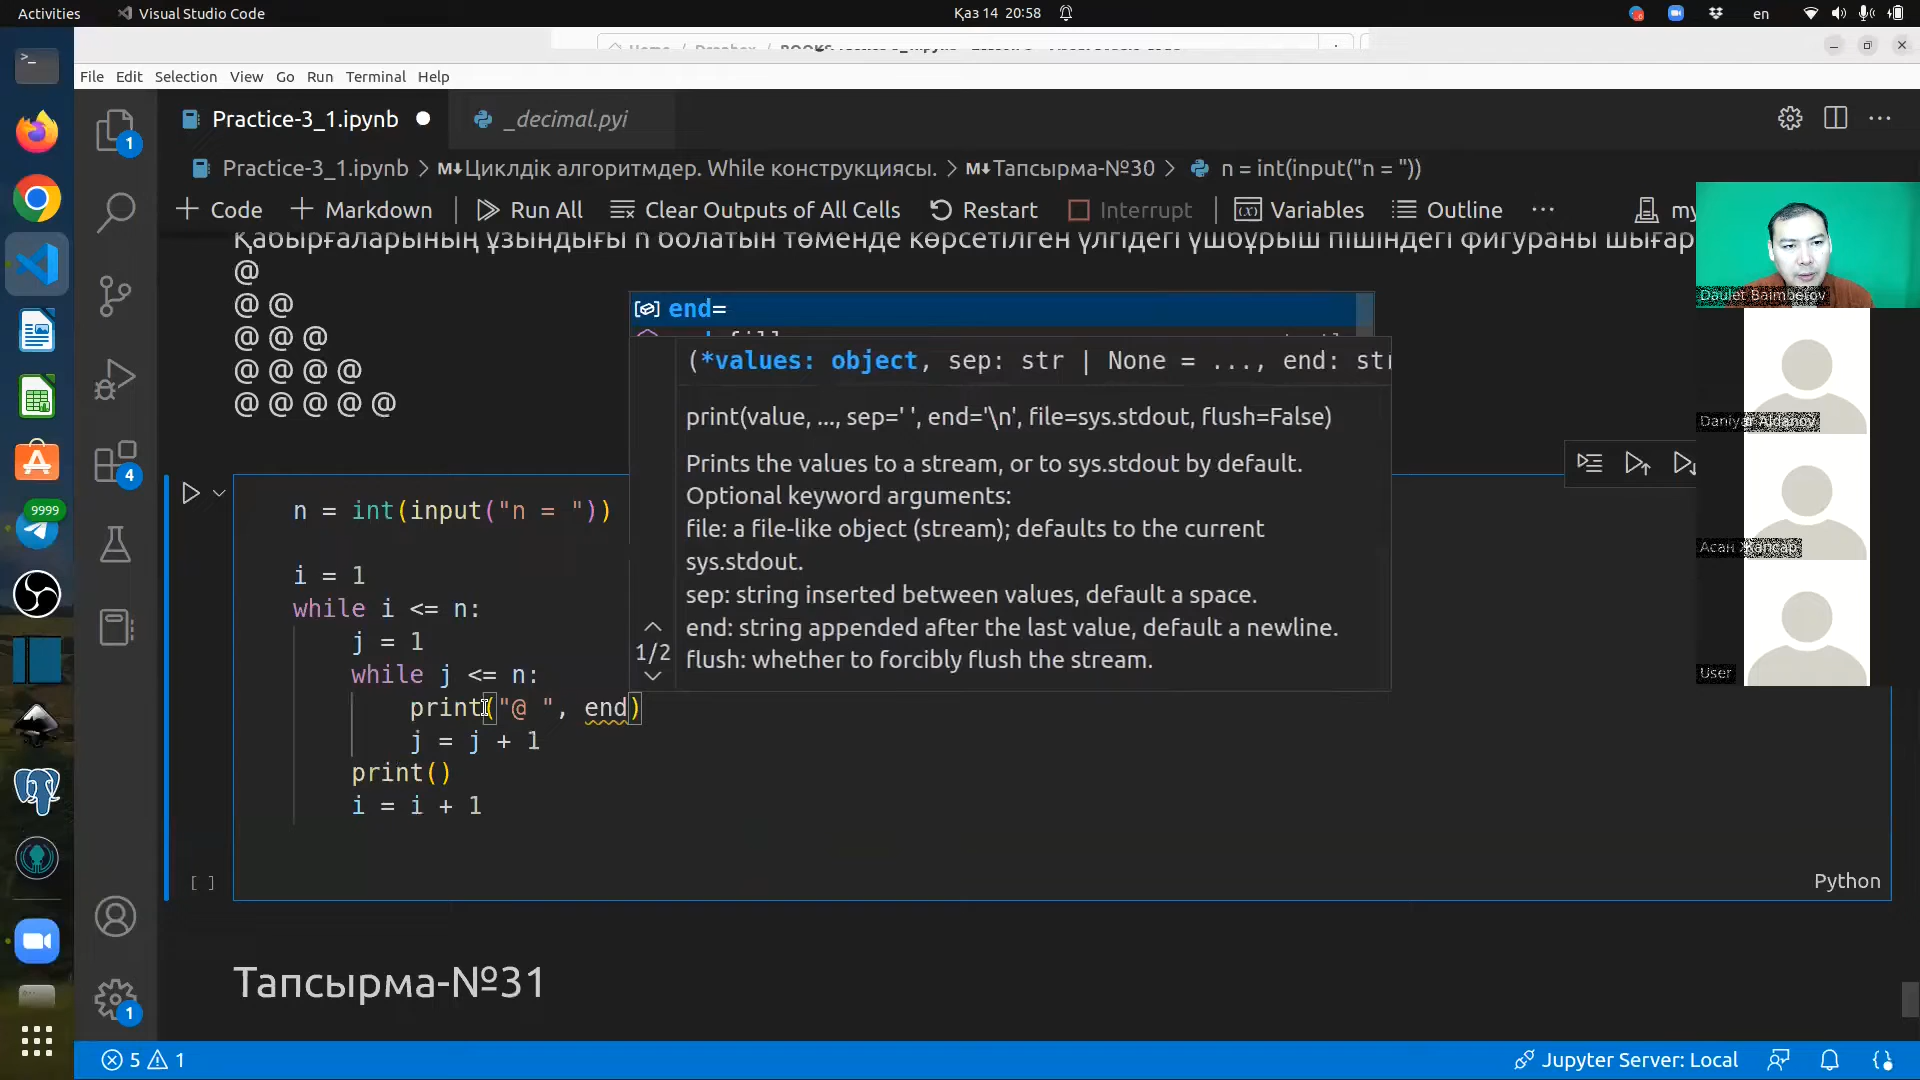 Activities
Visual Studio Code
Қаз 14 20:58
en
File Edit Selection View Go Run Terminal Help
Practice-3_1.ipynb
_decimal.pyi
Practice-3_1.ipynb > M↓Циклдік алгоритмдер. While конструкциясы. > M↓Тапсырма-№30 > n = int(input("n = "))
+ Code + Markdown Run All Clear Outputs of All Cells Restart Interrupt Variables Outline ··· my
Қабырғаларының ұзындығы n болатын төменде көрсетілген үлгідегі үшбұрыш пішіндегі фигураны шығар
@
@ @
@ @ @
@ @ @ @
@ @ @ @ @
end=
(*values: object, sep: str | None = ..., end: str
print(value, ..., sep=' ', end='\n', file=sys.stdout, flush=False)
Prints the values to a stream, or to sys.stdout by default.
Optional keyword arguments:
file: a file-like object (stream); defaults to the current
sys.stdout.
sep: string inserted between values, default a space.
end: string appended after the last value, default a newline.
flush: whether to forcibly flush the stream.
1/2
n = int(input("n = "))
i = 1
while i <= n:
j = 1
while j <= n:
print("@ ", end)
j = j + 1
print()
i = i + 1
[ ]
Python
Тапсырма-№31
Daulet Baimbetov
Daniyar Aidanov
Асан Жапсар
User
1
4
9999
1
5 1
Jupyter Server: Local